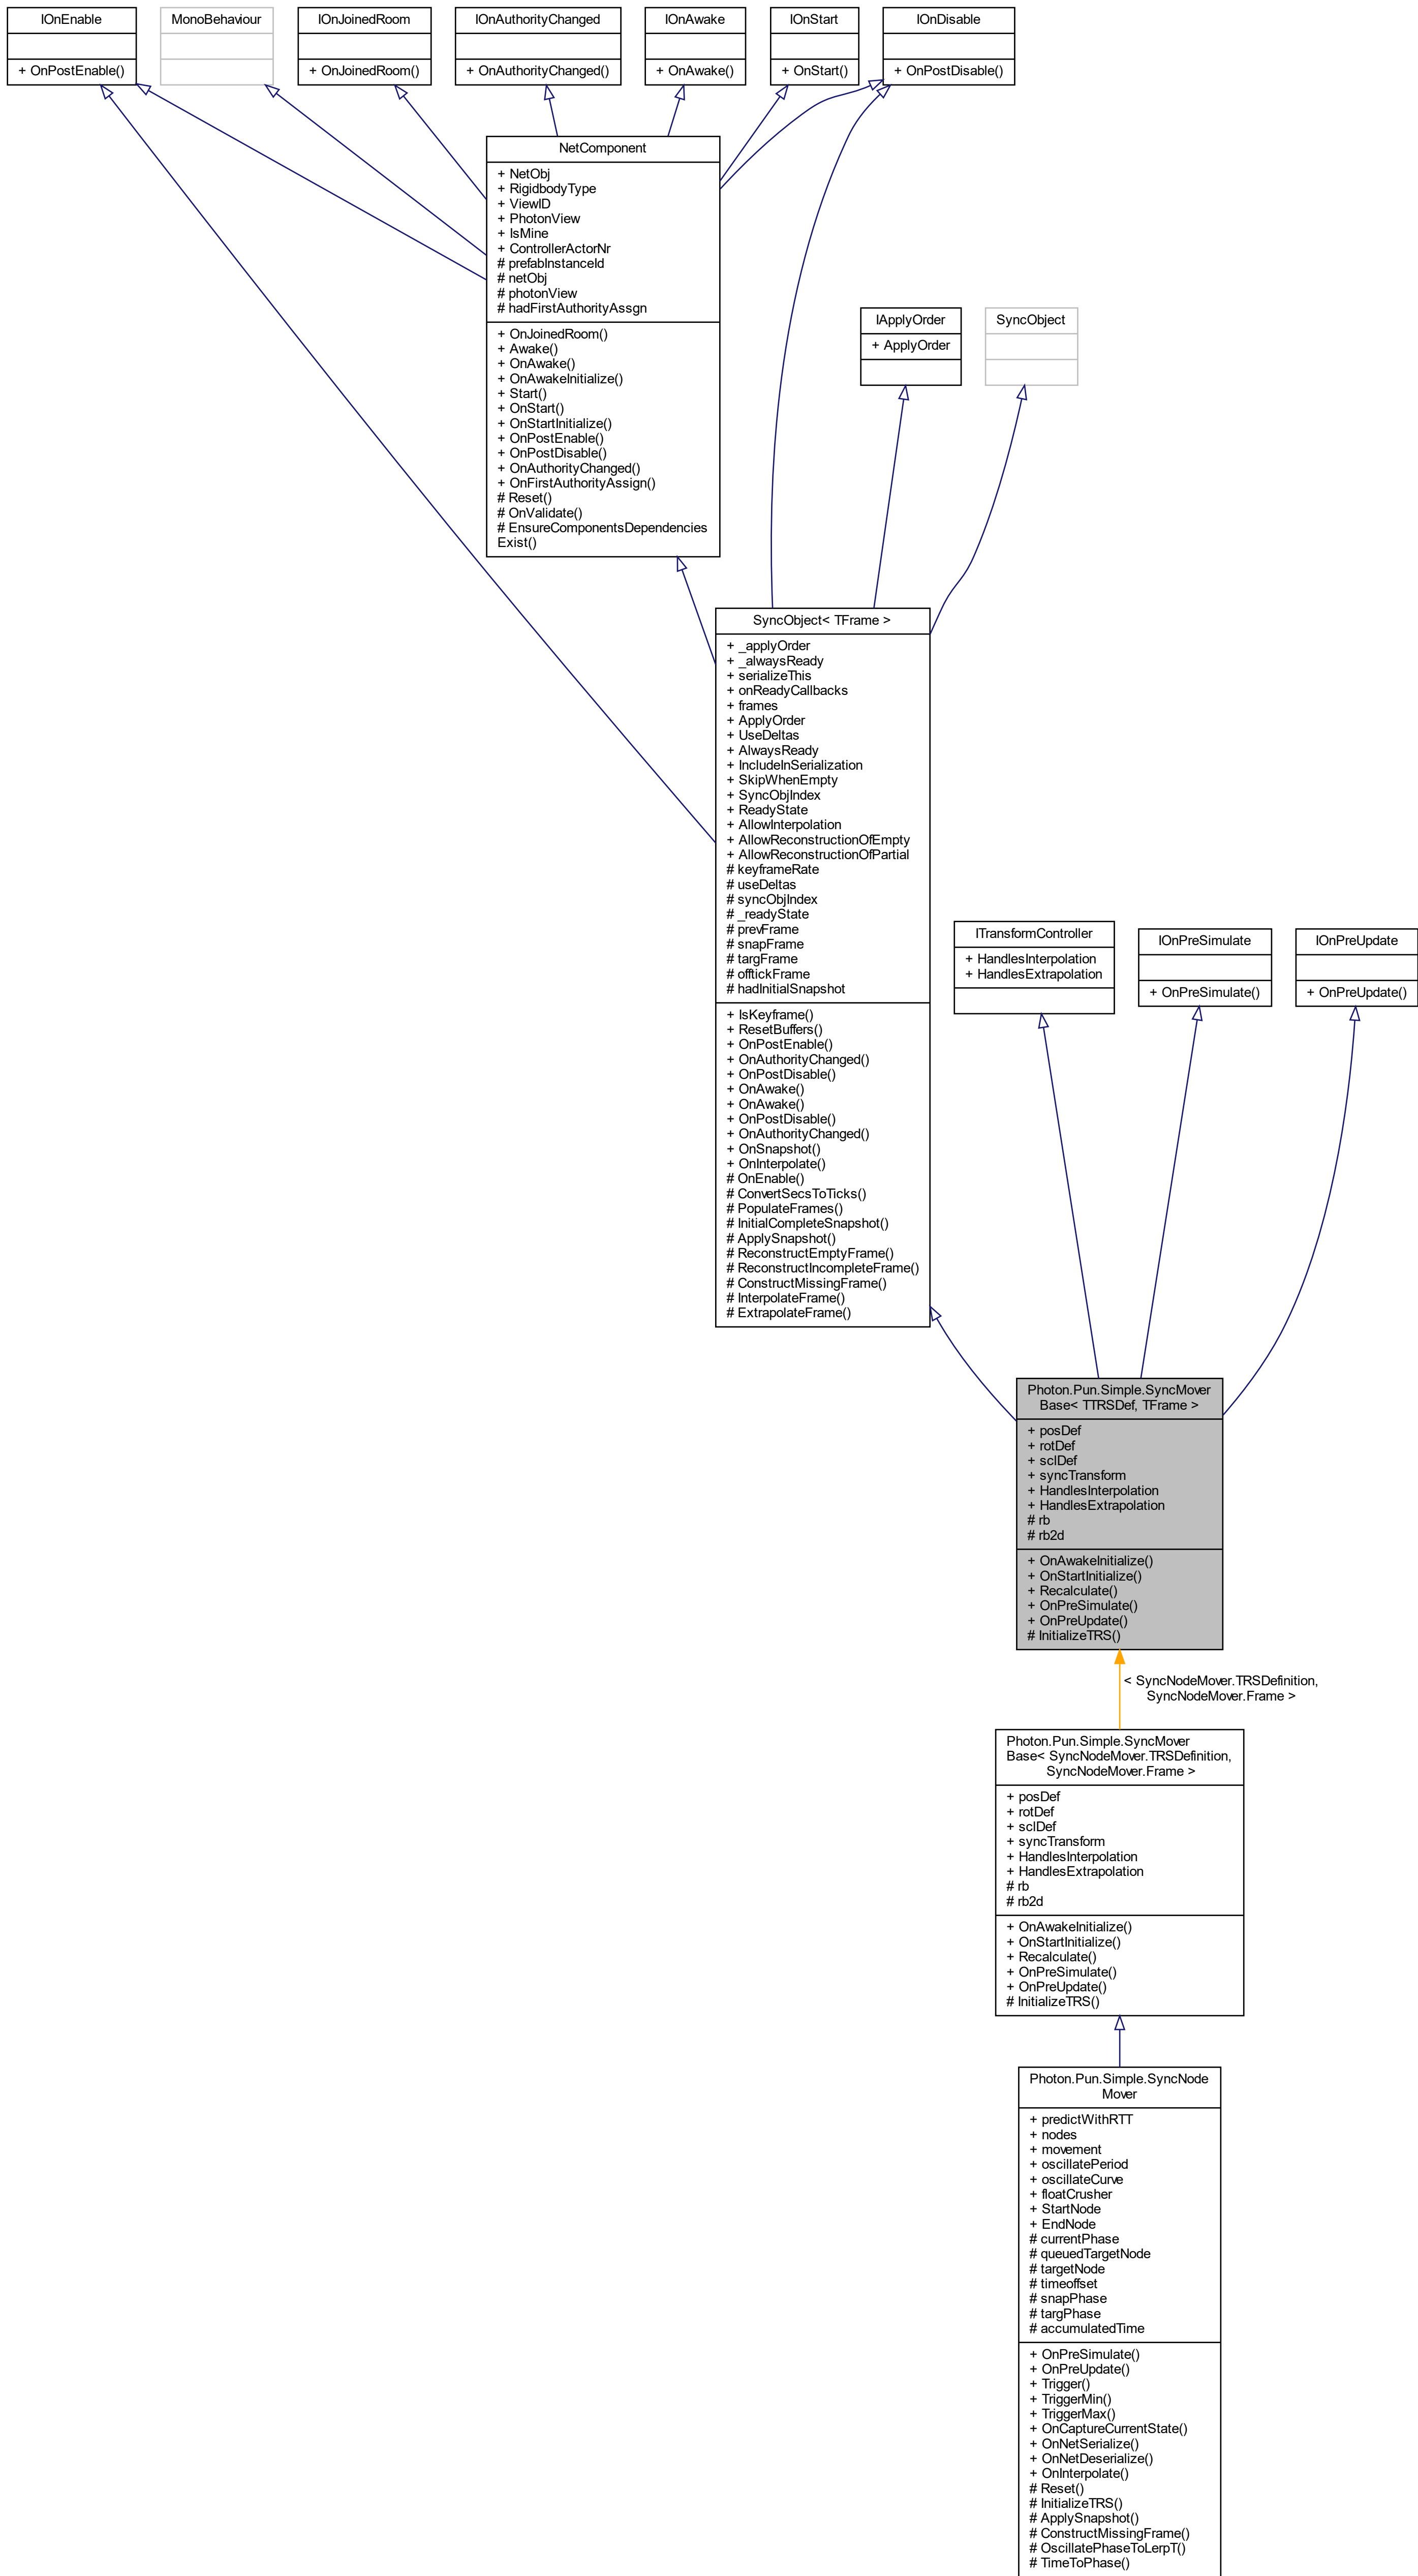 IOnEnable
+ OnPostEnable()
MonoBehaviour
IOnJoinedRoom
+ OnJoinedRoom()
IOnAuthorityChanged
+ OnAuthorityChanged()
IOnAwake
+ OnAwake()
IOnStart
+ OnStart()
IOnDisable
+ OnPostDisable()
NetComponent
+ NetObj
+ RigidbodyType
+ ViewID
+ PhotonView
+ IsMine
+ ControllerActorNr
# prefabInstanceId
# netObj
# photonView
# hadFirstAuthorityAssgn
+ OnJoinedRoom()
+ Awake()
+ OnAwake()
+ OnAwakeInitialize()
+ Start()
+ OnStart()
+ OnStartInitialize()
+ OnPostEnable()
+ OnPostDisable()
+ OnAuthorityChanged()
+ OnFirstAuthorityAssign()
# Reset()
# OnValidate()
# EnsureComponentsDependencies
Exist()
IApplyOrder
+ ApplyOrder
SyncObject
SyncObject< TFrame >
+ _applyOrder
+ _alwaysReady
+ serializeThis
+ onReadyCallbacks
+ frames
+ ApplyOrder
+ UseDeltas
+ AlwaysReady
+ IncludeInSerialization
+ SkipWhenEmpty
+ SyncObjIndex
+ ReadyState
+ AllowInterpolation
+ AllowReconstructionOfEmpty
+ AllowReconstructionOfPartial
# keyframeRate
# useDeltas
# syncObjIndex
# _readyState
# prevFrame
# snapFrame
# targFrame
# offtickFrame
# hadInitialSnapshot
+ IsKeyframe()
+ ResetBuffers()
+ OnPostEnable()
+ OnAuthorityChanged()
+ OnPostDisable()
+ OnAwake()
+ OnAwake()
+ OnPostDisable()
+ OnAuthorityChanged()
+ OnSnapshot()
+ OnInterpolate()
# OnEnable()
# ConvertSecsToTicks()
# PopulateFrames()
# InitialCompleteSnapshot()
# ApplySnapshot()
# ReconstructEmptyFrame()
# ReconstructIncompleteFrame()
# ConstructMissingFrame()
# InterpolateFrame()
# ExtrapolateFrame()
ITransformController
+ HandlesInterpolation
+ HandlesExtrapolation
IOnPreSimulate
+ OnPreSimulate()
IOnPreUpdate
+ OnPreUpdate()
Photon.Pun.Simple.SyncMover
Base< TTRSDef, TFrame >
+ posDef
+ rotDef
+ sclDef
+ syncTransform
+ HandlesInterpolation
+ HandlesExtrapolation
# rb
# rb2d
+ OnAwakeInitialize()
+ OnStartInitialize()
+ Recalculate()
+ OnPreSimulate()
+ OnPreUpdate()
# InitializeTRS()
< SyncNodeMover.TRSDefinition,
SyncNodeMover.Frame >
Photon.Pun.Simple.SyncMover
Base< SyncNodeMover.TRSDefinition,
SyncNodeMover.Frame >
+ posDef
+ rotDef
+ sclDef
+ syncTransform
+ HandlesInterpolation
+ HandlesExtrapolation
# rb
# rb2d
+ OnAwakeInitialize()
+ OnStartInitialize()
+ Recalculate()
+ OnPreSimulate()
+ OnPreUpdate()
# InitializeTRS()
Photon.Pun.Simple.SyncNode
Mover
+ predictWithRTT
+ nodes
+ movement
+ oscillatePeriod
+ oscillateCurve
+ floatCrusher
+ StartNode
+ EndNode
# currentPhase
# queuedTargetNode
# targetNode
# timeoffset
# snapPhase
# targPhase
# accumulatedTime
+ OnPreSimulate()
+ OnPreUpdate()
+ Trigger()
+ TriggerMin()
+ TriggerMax()
+ OnCaptureCurrentState()
+ OnNetSerialize()
+ OnNetDeserialize()
+ OnInterpolate()
# Reset()
# InitializeTRS()
# ApplySnapshot()
# ConstructMissingFrame()
# OscillatePhaseToLerpT()
# TimeToPhase()